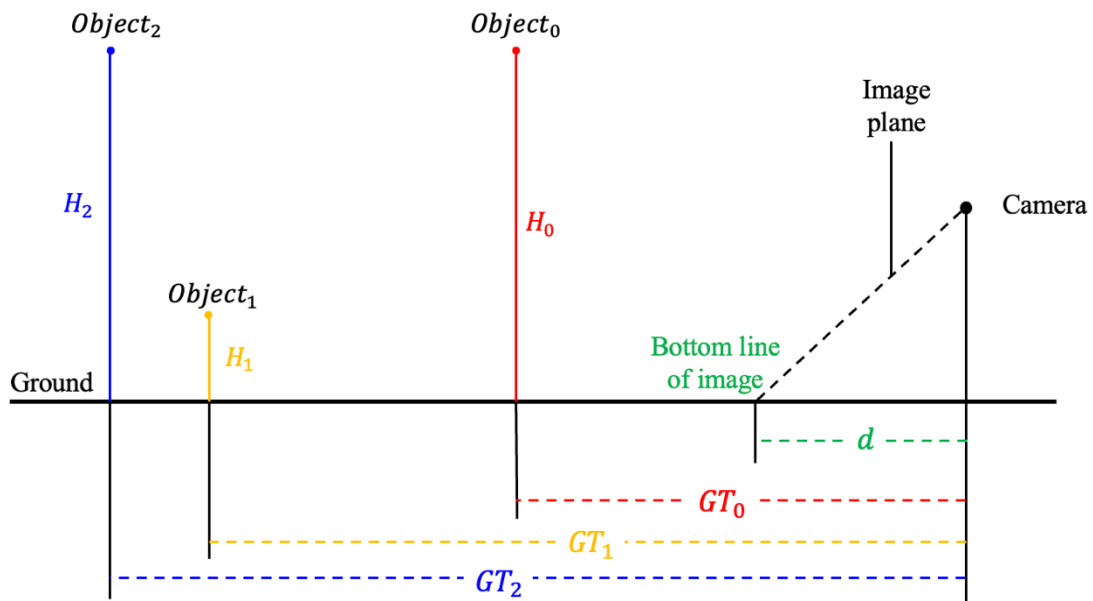 Object₂
Object₀
Image
plane
H₂
H₀
Camera
Object₁
H₁
Bottom line
of image
Ground
d
GT₀
GT₁
GT₂